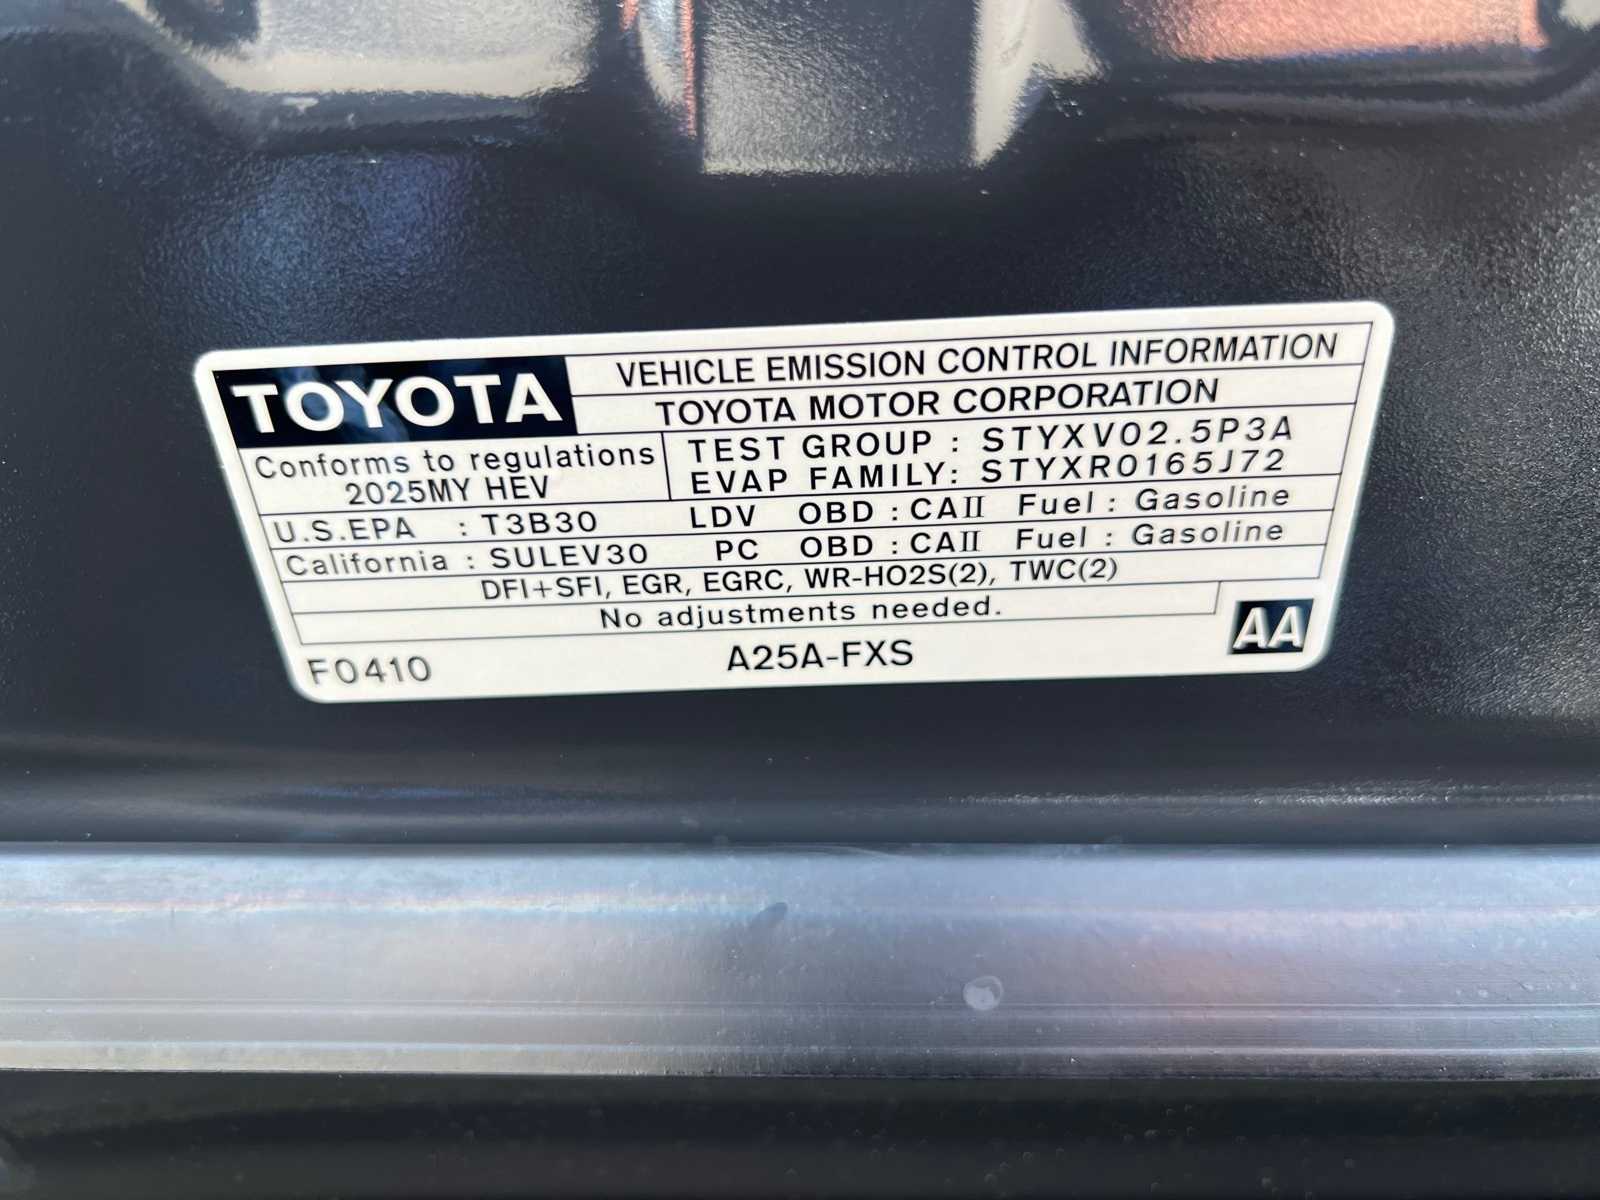 TOYOTA
VEHICLE EMISSION CONTROL INFORMATION
TOYOTA MOTOR CORPORATION
Conforms to regulations
2025MY HEV
TEST GROUP : STYXV02.5P3A
EVAP FAMILY: STYXR0165J72
U.S.EPA : T3B30 LDV OBD : CAII Fuel : Gasoline
California : SULEV30 PC OBD : CAII Fuel : Gasoline
DFI+SFI, EGR, EGRC, WR-HO2S(2), TWC(2)
No adjustments needed.
F0410 A25A-FXS AA